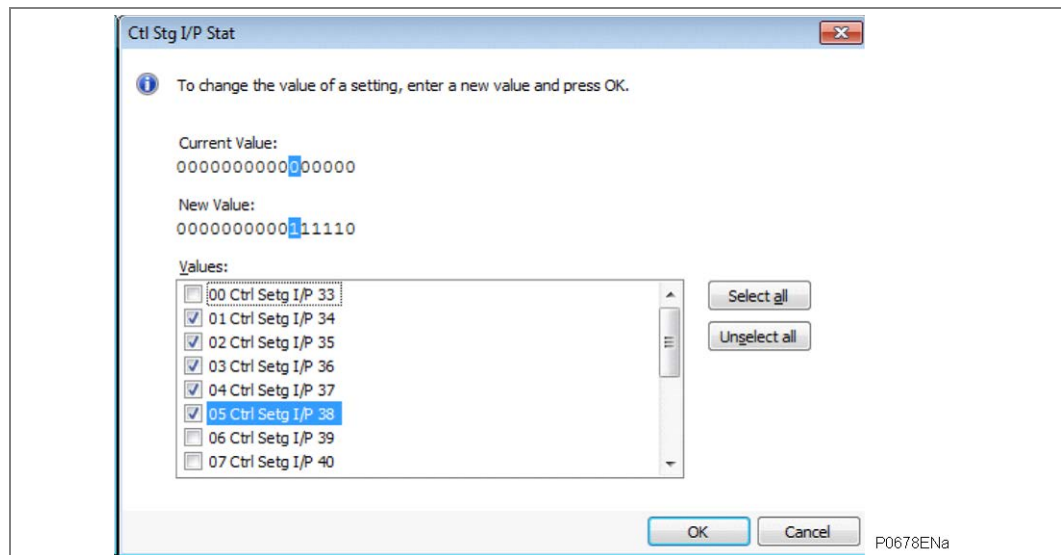 Ctl Stg I/P Stat
To change the value of a setting, enter a new value and press OK.
Current Value:
0000000000000000
New Value:
0000000000111110
Values:
00 Ctrl Setg I/P 33
01 Ctrl Setg I/P 34
02 Ctrl Setg I/P 35
03 Ctrl Setg I/P 36
04 Ctrl Setg I/P 37
05 Ctrl Setg I/P 38
06 Ctrl Setg I/P 39
07 Ctrl Setg I/P 40
Select all
Unselect all
OK
Cancel
P0678ENa